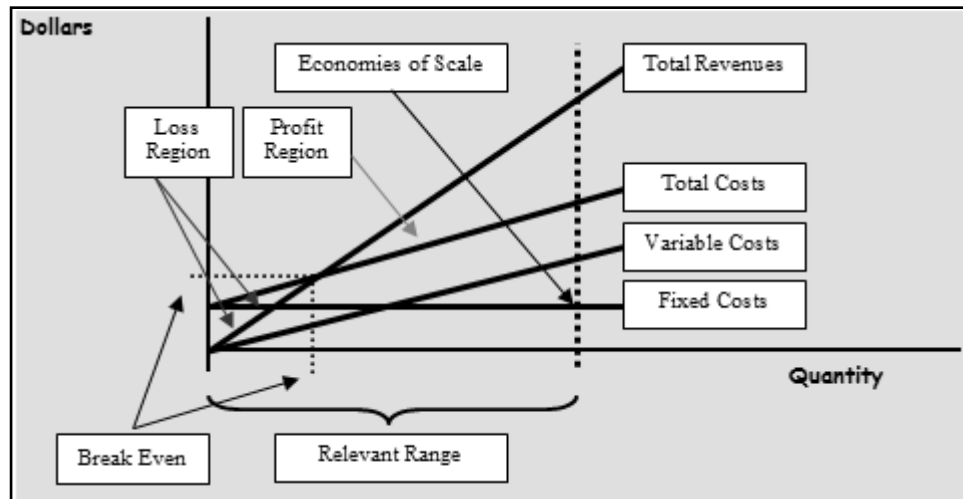 Dollars
Economies of Scale
Total Revenues
Loss
Region
Profit
Region
Total Costs
Variable Costs
Fixed Costs
Quantity
Break Even
Relevant Range